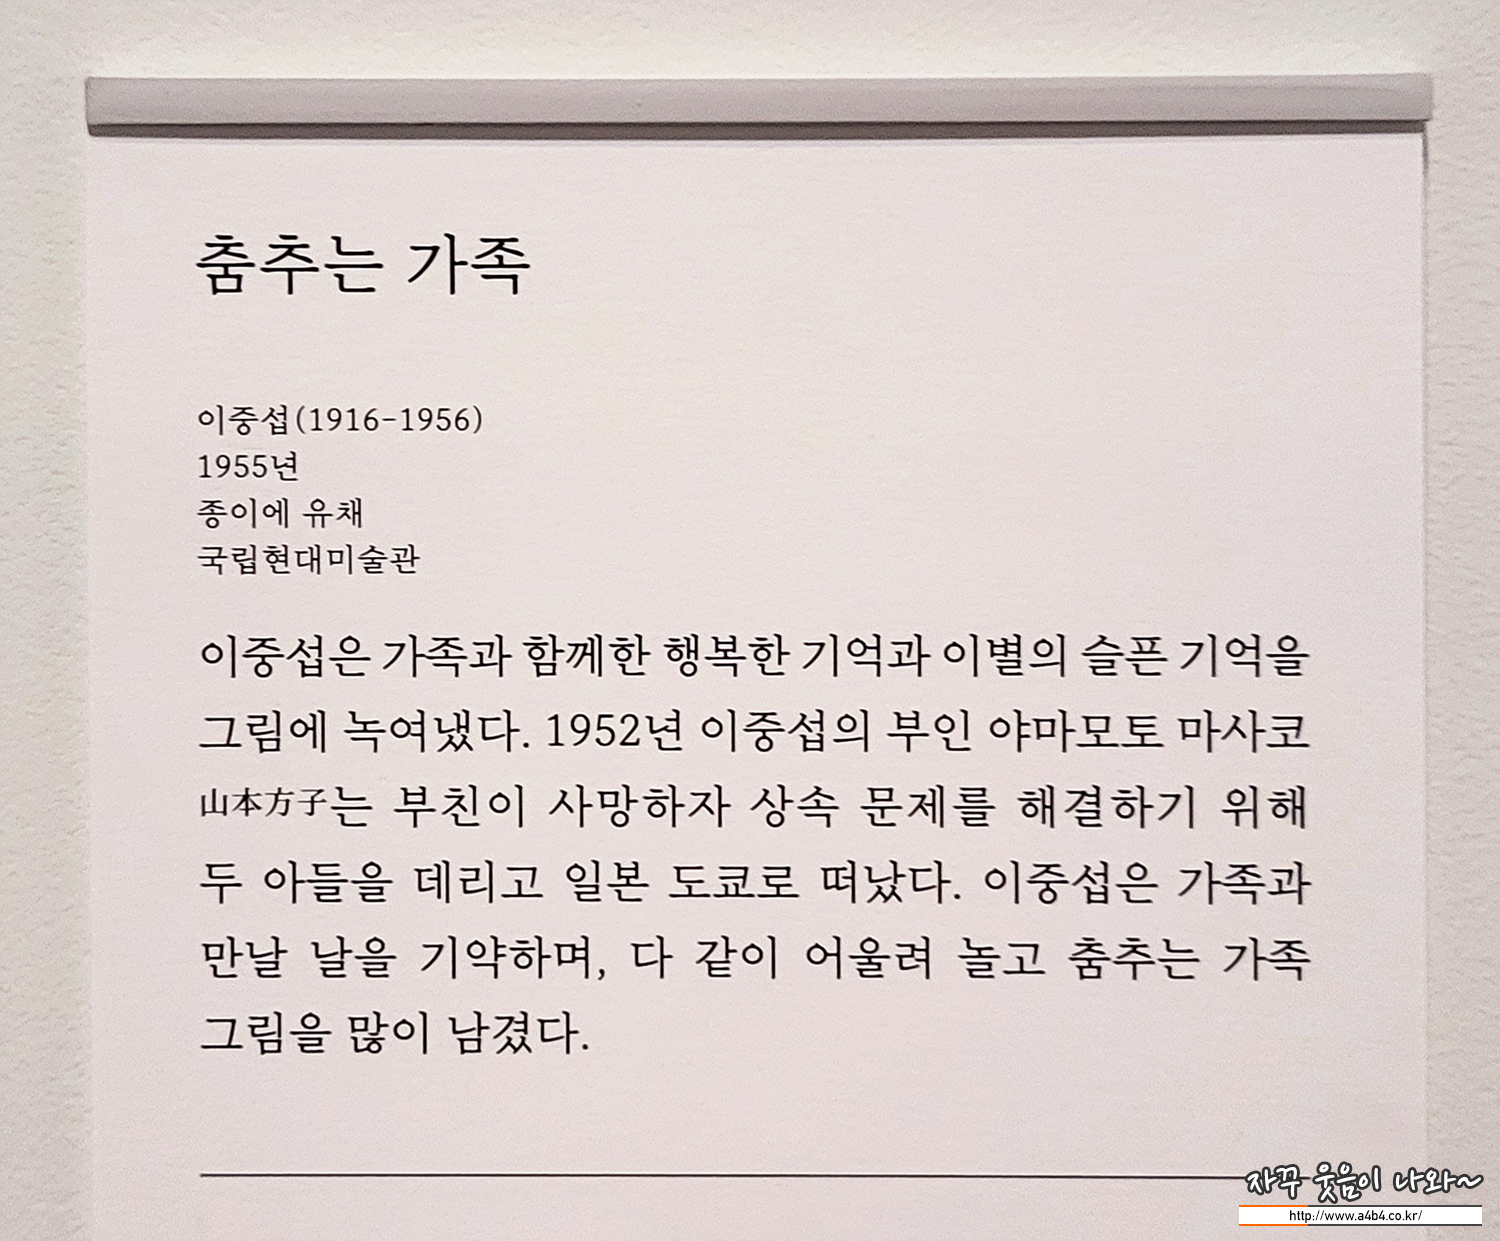 춤추는 가족
이중섭(1916-1956)
1955년
종이에 유채
국립현대미술관
이중섭은 가족과 함께한 행복한 기억과 이별의 슬픈 기억을
그림에 녹여냈다. 1952년 이중섭의 부인 야마모토 마사코
山本方子는 부친이 사망하자 상속 문제를 해결하기 위해
두 아들을 데리고 일본 도쿄로 떠났다. 이중섭은 가족과
만날 날을 기약하며, 다 같이 어울려 놀고 춤추는 가족
그림을 많이 남겼다.
자꾸 웃음이 나와~
http://www.a4b4.co.kr/